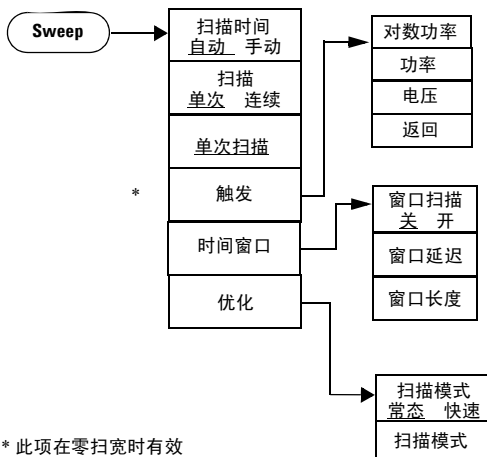 Sweep
扫描时间
自动 手动
扫描
单次 连续
单次扫描
* 触发
时间窗口
优化
对数功率
功率
电压
返回
窗口扫描
关 开
窗口延迟
窗口长度
扫描模式
常态 快速
扫描模式
* 此项在零扫宽时有效